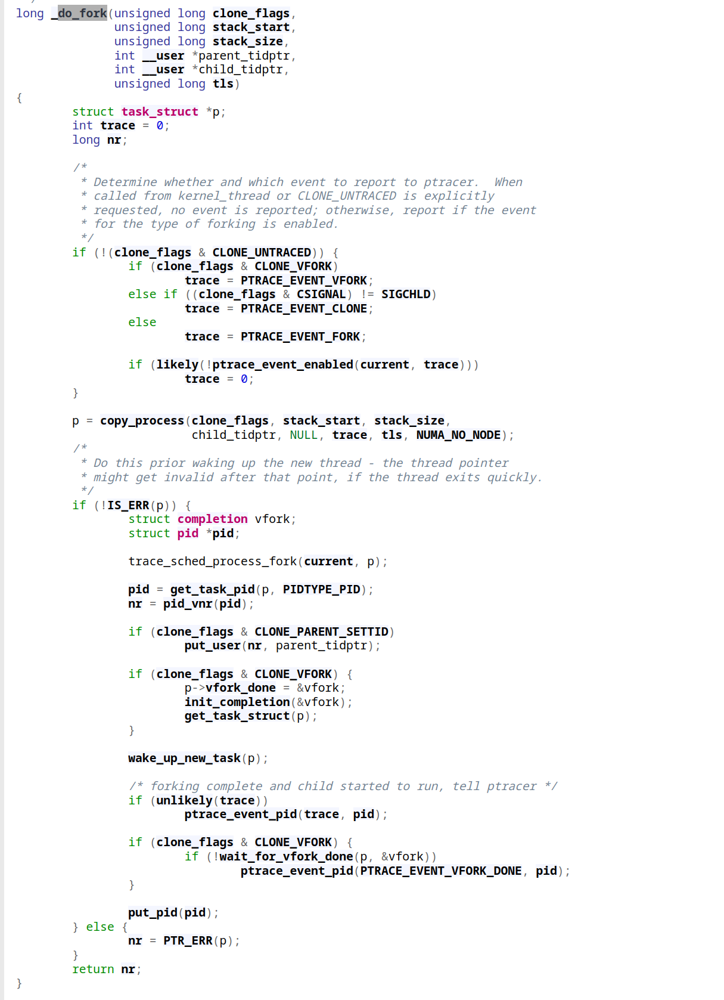 long _do_fork(unsigned long clone_flags,
              unsigned long stack_start,
              unsigned long stack_size,
              int __user *parent_tidptr,
              int __user *child_tidptr,
              unsigned long tls)
{
        struct task_struct *p;
        int trace = 0;
        long nr;

        /*
         * Determine whether and which event to report to ptracer.  When
         * called from kernel_thread or CLONE_UNTRACED is explicitly
         * requested, no event is reported; otherwise, report if the event
         * for the type of forking is enabled.
         */
        if (!(clone_flags & CLONE_UNTRACED)) {
                if (clone_flags & CLONE_VFORK)
                        trace = PTRACE_EVENT_VFORK;
                else if ((clone_flags & CSIGNAL) != SIGCHLD)
                        trace = PTRACE_EVENT_CLONE;
                else
                        trace = PTRACE_EVENT_FORK;

                if (likely(!ptrace_event_enabled(current, trace)))
                        trace = 0;
        }

        p = copy_process(clone_flags, stack_start, stack_size,
                         child_tidptr, NULL, trace, tls, NUMA_NO_NODE);
        /*
         * Do this prior waking up the new thread - the thread pointer
         * might get invalid after that point, if the thread exits quickly.
         */
        if (!IS_ERR(p)) {
                struct completion vfork;
                struct pid *pid;

                trace_sched_process_fork(current, p);

                pid = get_task_pid(p, PIDTYPE_PID);
                nr = pid_vnr(pid);

                if (clone_flags & CLONE_PARENT_SETTID)
                        put_user(nr, parent_tidptr);

                if (clone_flags & CLONE_VFORK) {
                        p->vfork_done = &vfork;
                        init_completion(&vfork);
                        get_task_struct(p);
                }

                wake_up_new_task(p);

                /* forking complete and child started to run, tell ptracer */
                if (unlikely(trace))
                        ptrace_event_pid(trace, pid);

                if (clone_flags & CLONE_VFORK) {
                        if (!wait_for_vfork_done(p, &vfork))
                                ptrace_event_pid(PTRACE_EVENT_VFORK_DONE, pid);
                }

                put_pid(pid);
        } else {
                nr = PTR_ERR(p);
        }
        return nr;
}